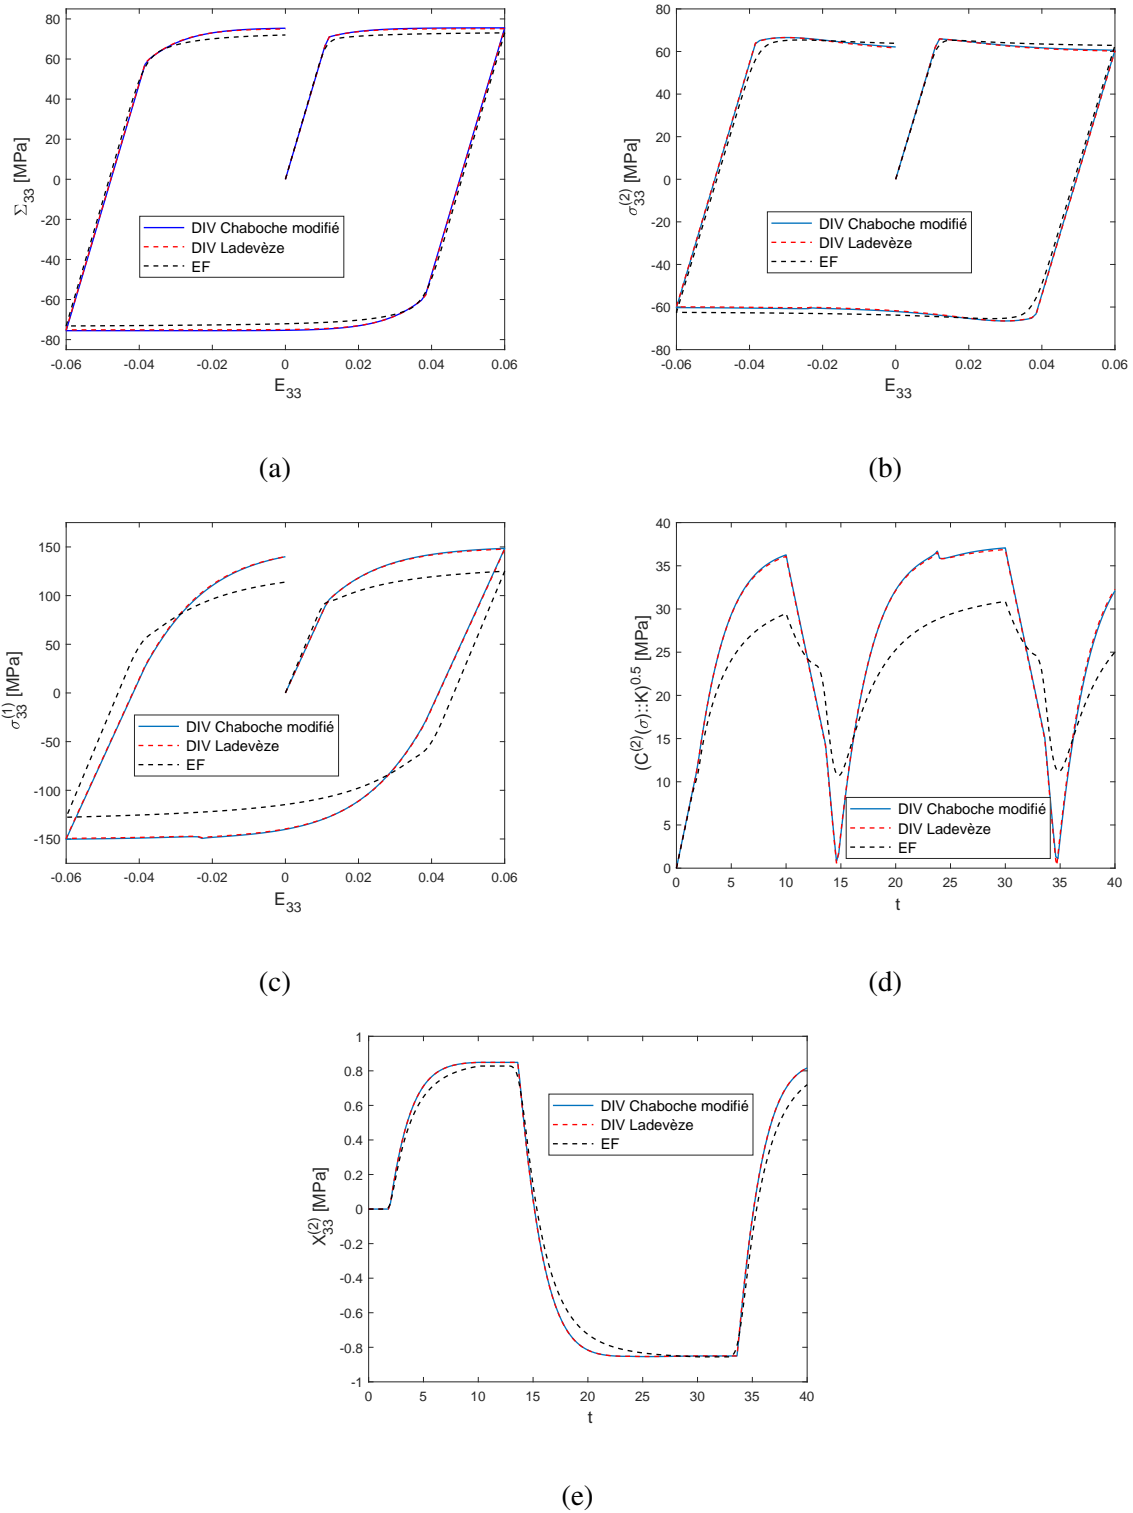 80
60
40
20
0
-20
-40
-60
-80
Σ33 [MPa]
-0.06
-0.04
-0.02
0
0.02
0.04
0.06
E33
DIV Chaboche modifié
DIV Ladevèze
EF
(a)
80
60
40
20
0
-20
-40
-60
-80
σ33(2) [MPa]
-0.06
-0.04
-0.02
0
0.02
0.04
0.06
E33
DIV Chaboche modifié
DIV Ladevèze
EF
(b)
150
100
50
0
-50
-100
-150
σ33(1) [MPa]
-0.06
-0.04
-0.02
0
0.02
0.04
0.06
E33
DIV Chaboche modifié
DIV Ladevèze
EF
(c)
40
35
30
25
20
15
10
5
0
(C(2)(σ)::K)0.5 [MPa]
0
5
10
15
20
25
30
35
40
t
DIV Chaboche modifié
DIV Ladevèze
EF
(d)
1
0.8
0.6
0.4
0.2
0
-0.2
-0.4
-0.6
-0.8
-1
X33(2) [MPa]
0
5
10
15
20
25
30
35
40
t
DIV Chaboche modifié
DIV Ladevèze
EF
(e)